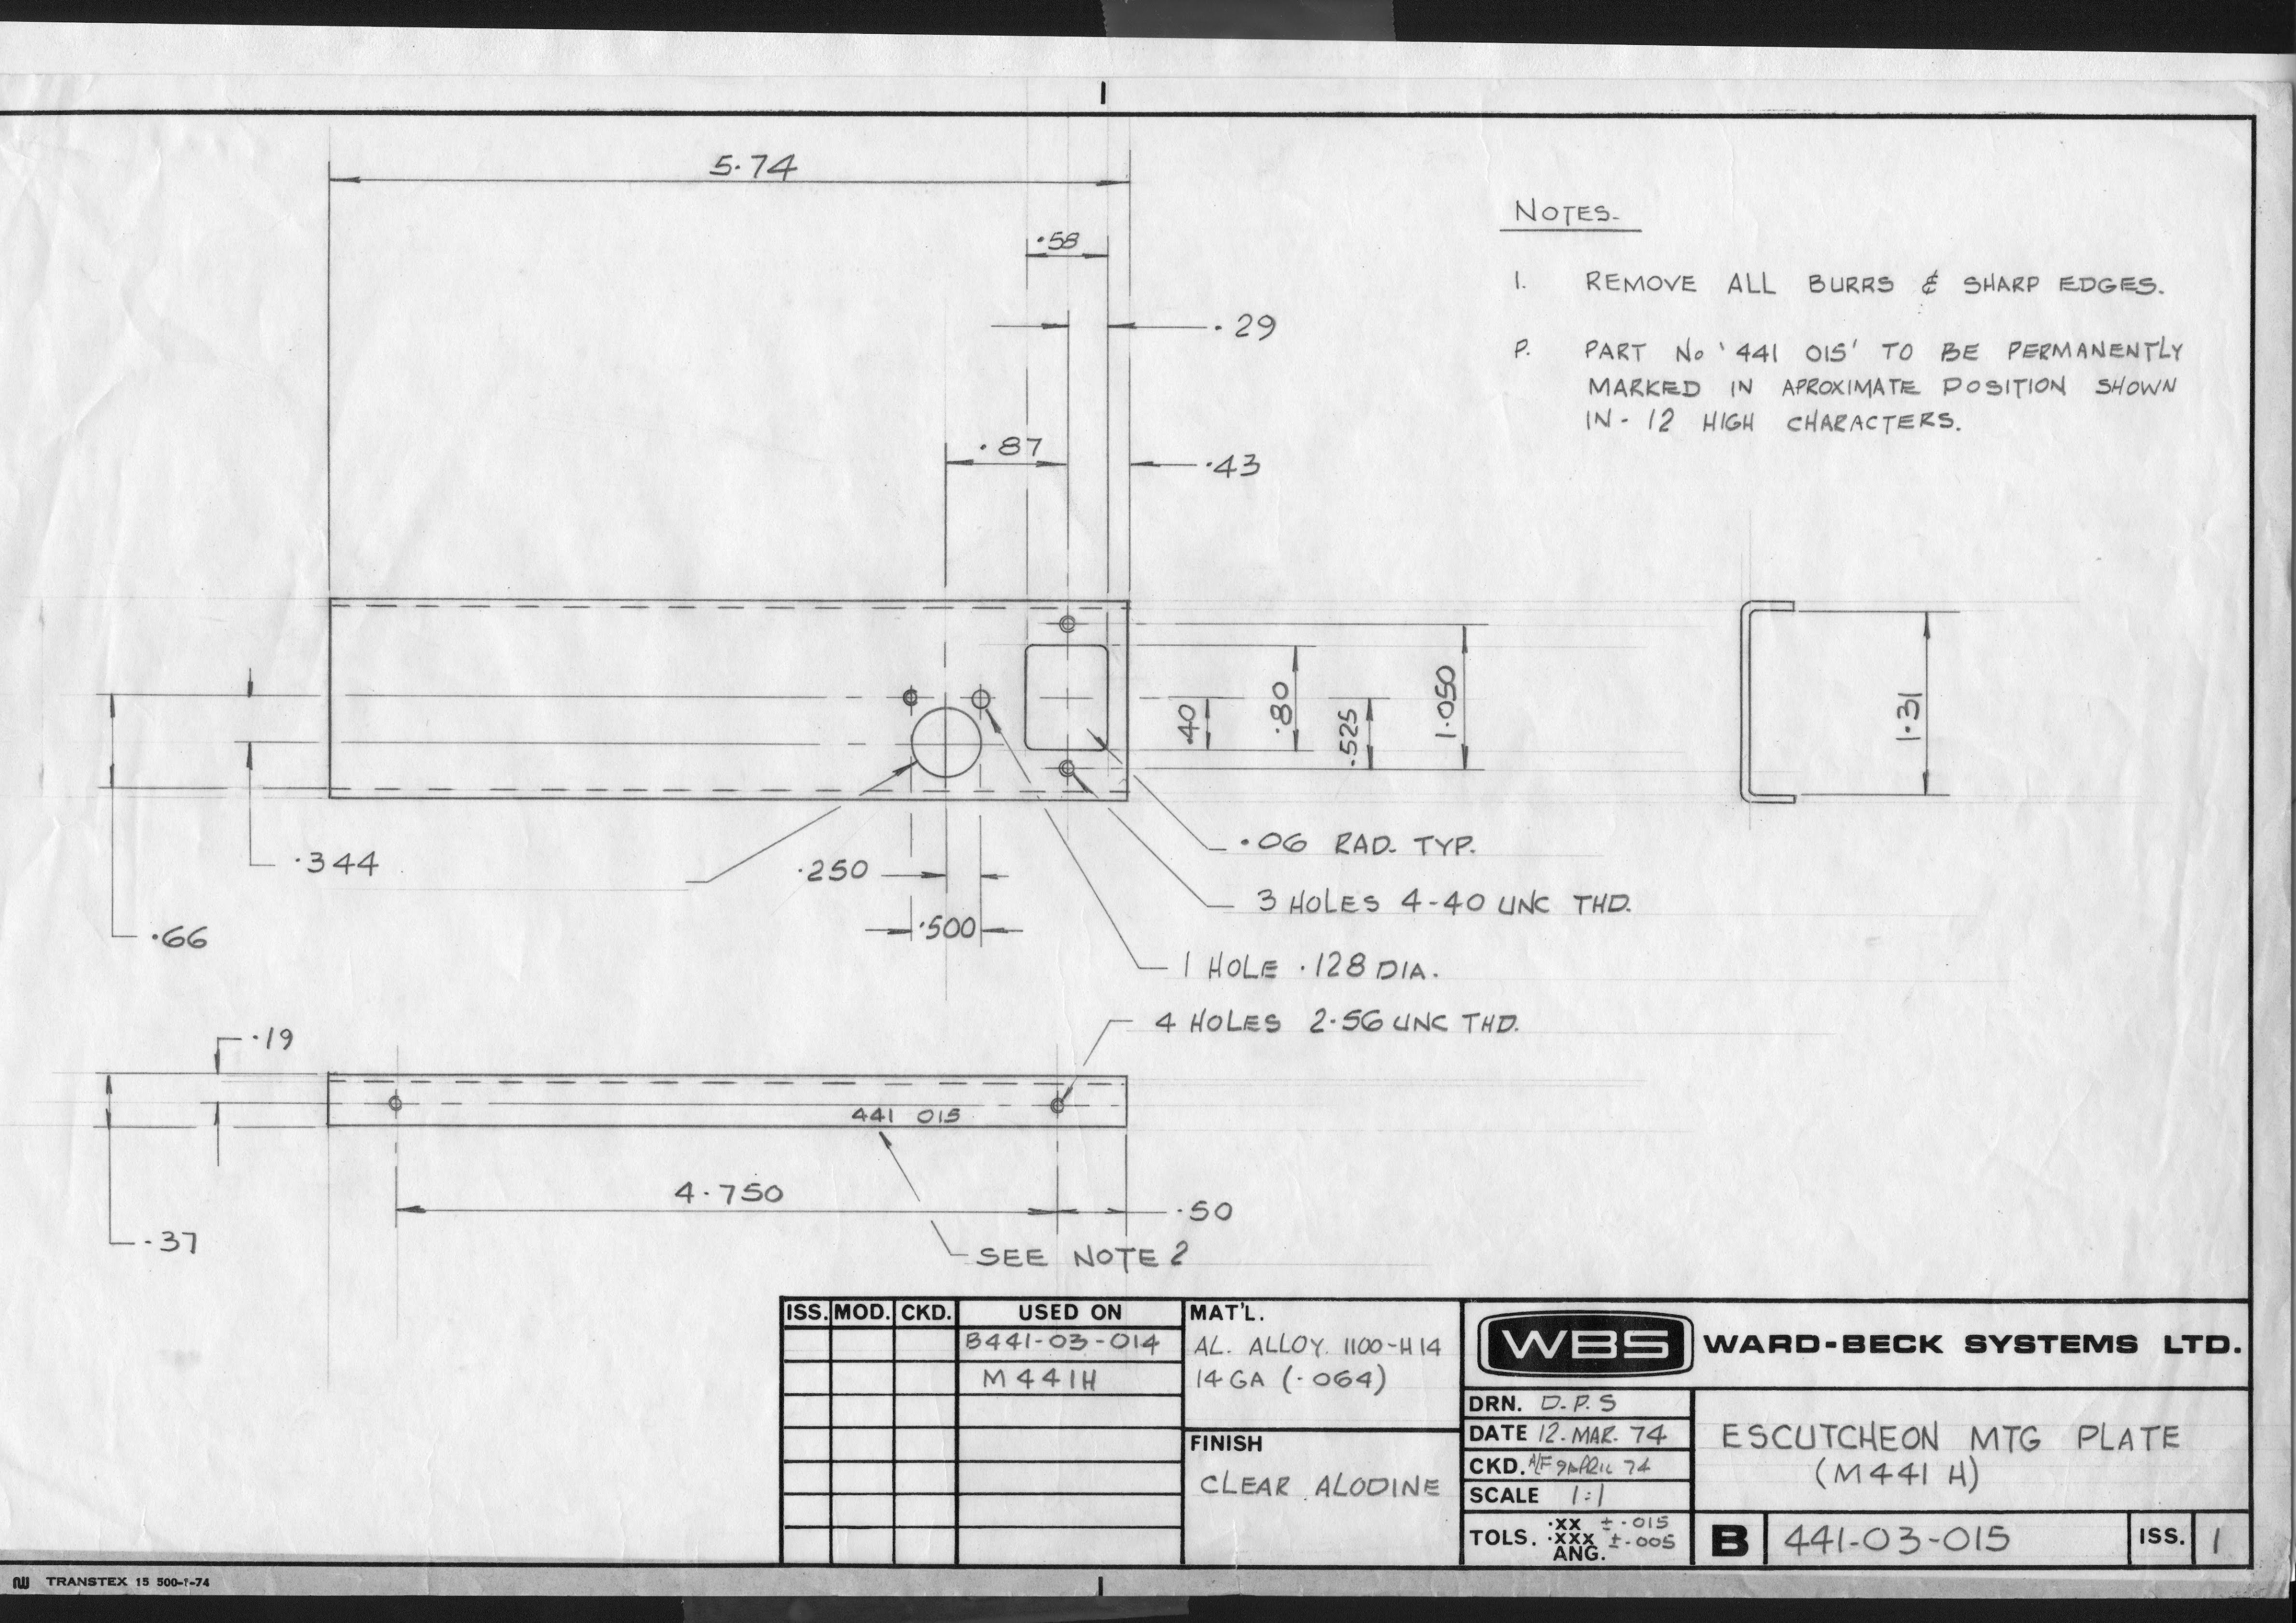 5.74
.58
.29
.87
.43
NOTES.
1. REMOVE ALL BURRS & SHARP EDGES.
P. PART No '441 015' TO BE PERMANENTLY
MARKED IN APROXIMATE POSITION SHOWN
IN - 12 HIGH CHARACTERS.
.40
.80
.525
1.050
1.31
.344
.66
.250
.500
.06 RAD. TYP.
3 HOLES 4-40 UNC THD.
1 HOLE .128 DIA.
4 HOLES 2-56 UNC THD.
.19
441 015
4.750
.50
.37
SEE NOTE 2
ISS. MOD. CKD. USED ON
B441-03-014
M441H
MAT'L.
AL. ALLOY. 1100-H14
14 GA (.064)
FINISH
CLEAR ALODINE
WBS WARD-BECK SYSTEMS LTD.
DRN. D.P.S
DATE 12. MAR. 74
CKD. 9 APRIL 74
SCALE 1:1
TOLS. .XX ± .015
.XXX ± .005
ANG.
ESCUTCHEON MTG PLATE
(M441 H)
B 441-03-015 ISS. 1
TRANSTEX 15 500-